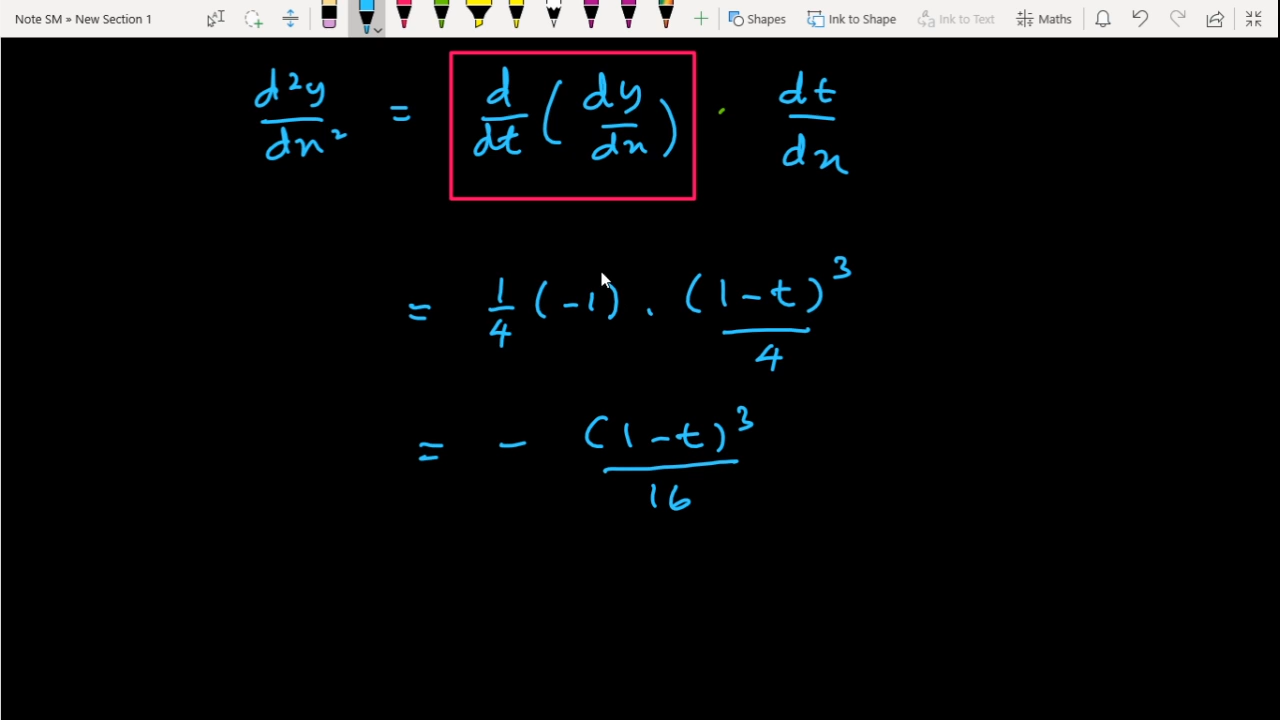 Note SM » New Section 1
Shapes
Ink to Shape
Ink to Text
Maths
d²y/dx² = d/dt (dy/dx) · dt/dx
= 1/4 (-1) . (1-t)³/4
= - (1-t)³/16